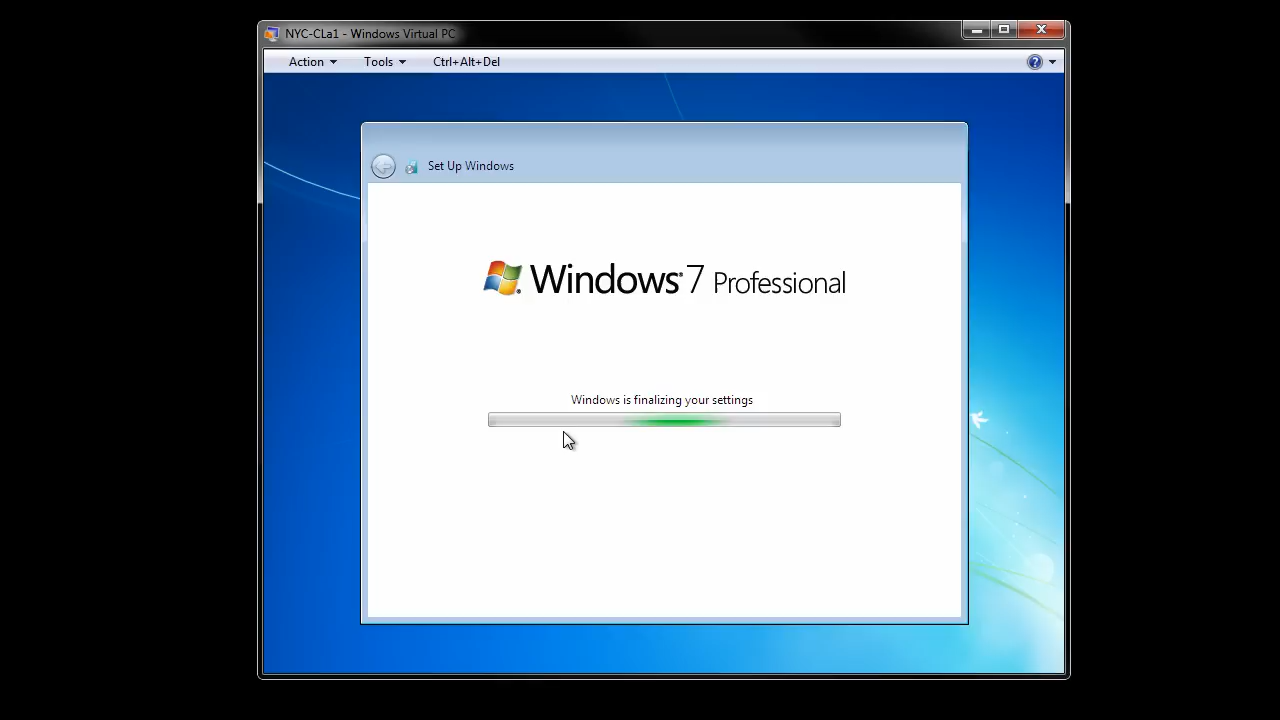 NYC-CLa1 - Windows Virtual PC
Action Tools Ctrl+Alt+Del ?
Set Up Windows
Windows 7 Professional
Windows is finalizing your settings